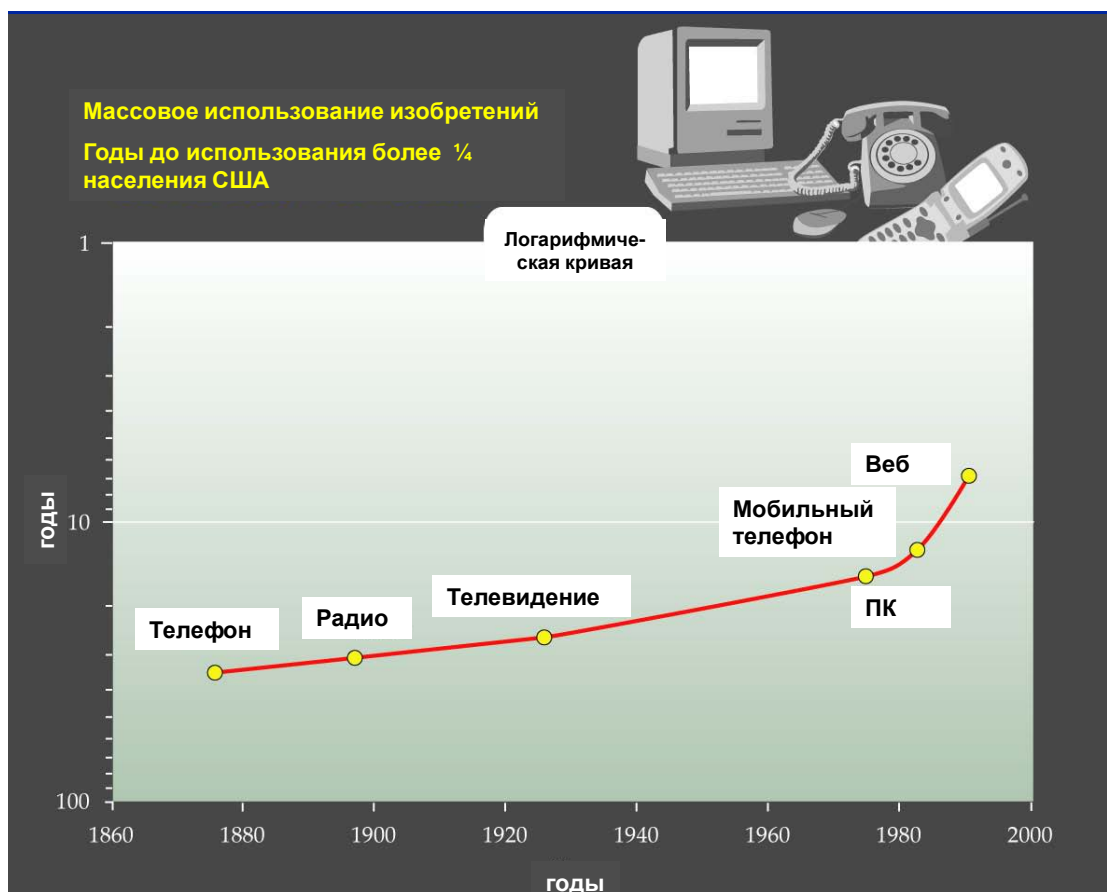 Массовое использование изобретений
Годы до использования более ¼
населения США
Логарифмиче-
ская кривая
1
10
100
годы
Веб
Мобильный
телефон
ПК
Телевидение
Радио
Телефон
1860 1880 1900 1920 1940 1960 1980 2000
годы